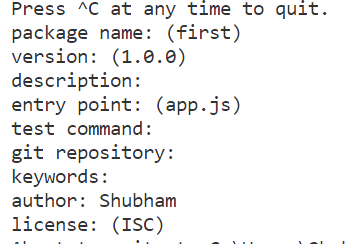 Press ^C at any time to quit.
package name: (first)
version: (1.0.0)
description:
entry point: (app.js)
test command:
git repository:
keywords:
author: Shubham
license: (ISC)